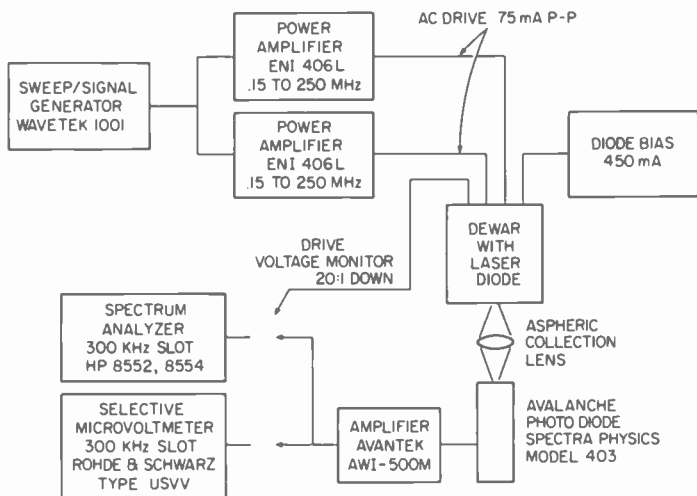 AC DRIVE 75 mA P-P
POWER
AMPLIFIER
ENI 406L
.15 TO 250 MHz
SWEEP/SIGNAL
GENERATOR
WAVETEK 1001
POWER
AMPLIFIER
ENI 406L
.15 TO 250 MHz
DIODE BIAS
450 mA
DEWAR
WITH
LASER
DIODE
DRIVE
VOLTAGE MONITOR
20:1 DOWN
SPECTRUM
ANALYZER
300 KHz SLOT
HP 8552, 8554
ASPHERIC
COLLECTION
LENS
SELECTIVE
MICROVOLTMETER
300 KHz SLOT
ROHDE & SCHWARZ
TYPE USVV
AMPLIFIER
AVANTEK
AWI-500M
AVALANCHE
PHOTO DIODE
SPECTRA PHYSICS
MODEL 403